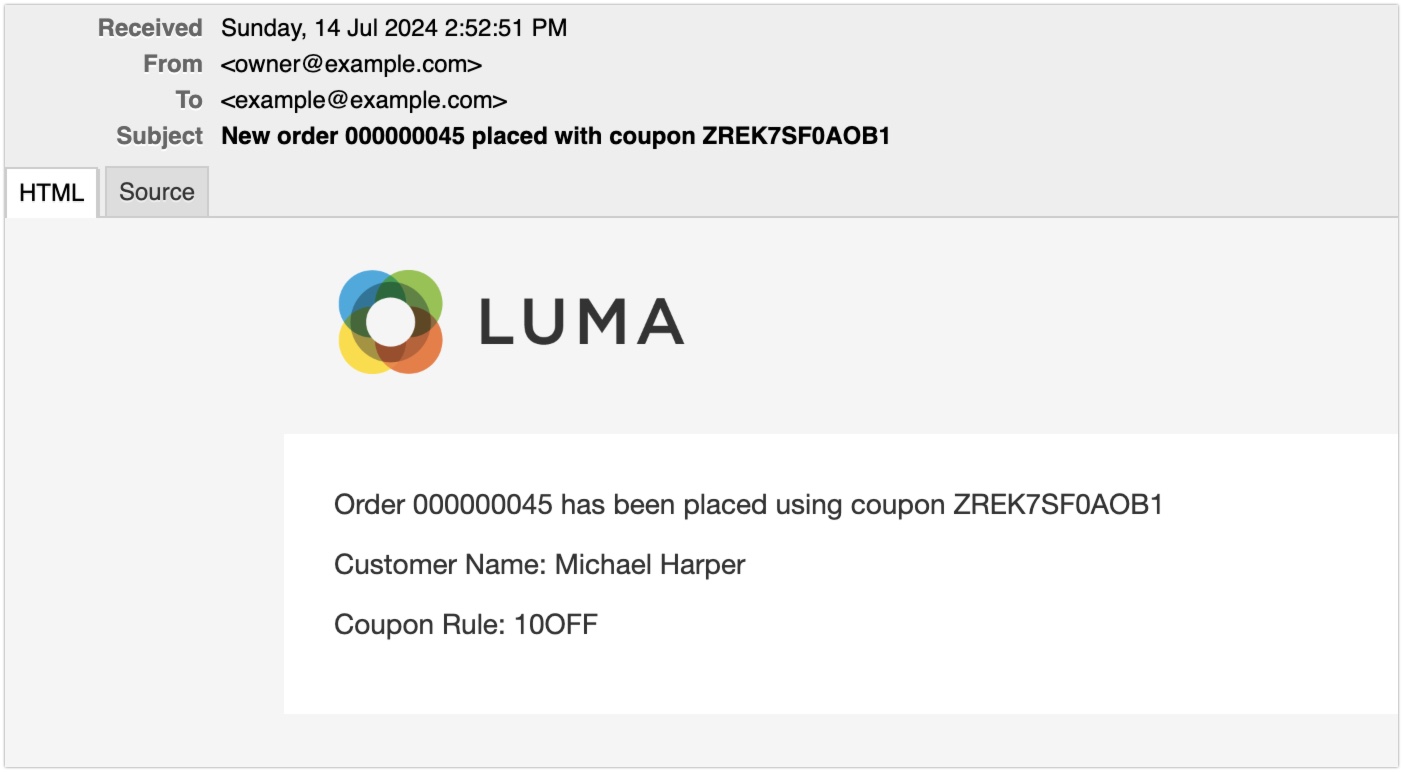 Received Sunday, 14 Jul 2024 2:52:51 PM
From <owner@example.com>
To <example@example.com>
Subject New order 000000045 placed with coupon ZREK7SF0AOB1
HTML Source
LUMA
Order 000000045 has been placed using coupon ZREK7SF0AOB1
Customer Name: Michael Harper
Coupon Rule: 10OFF